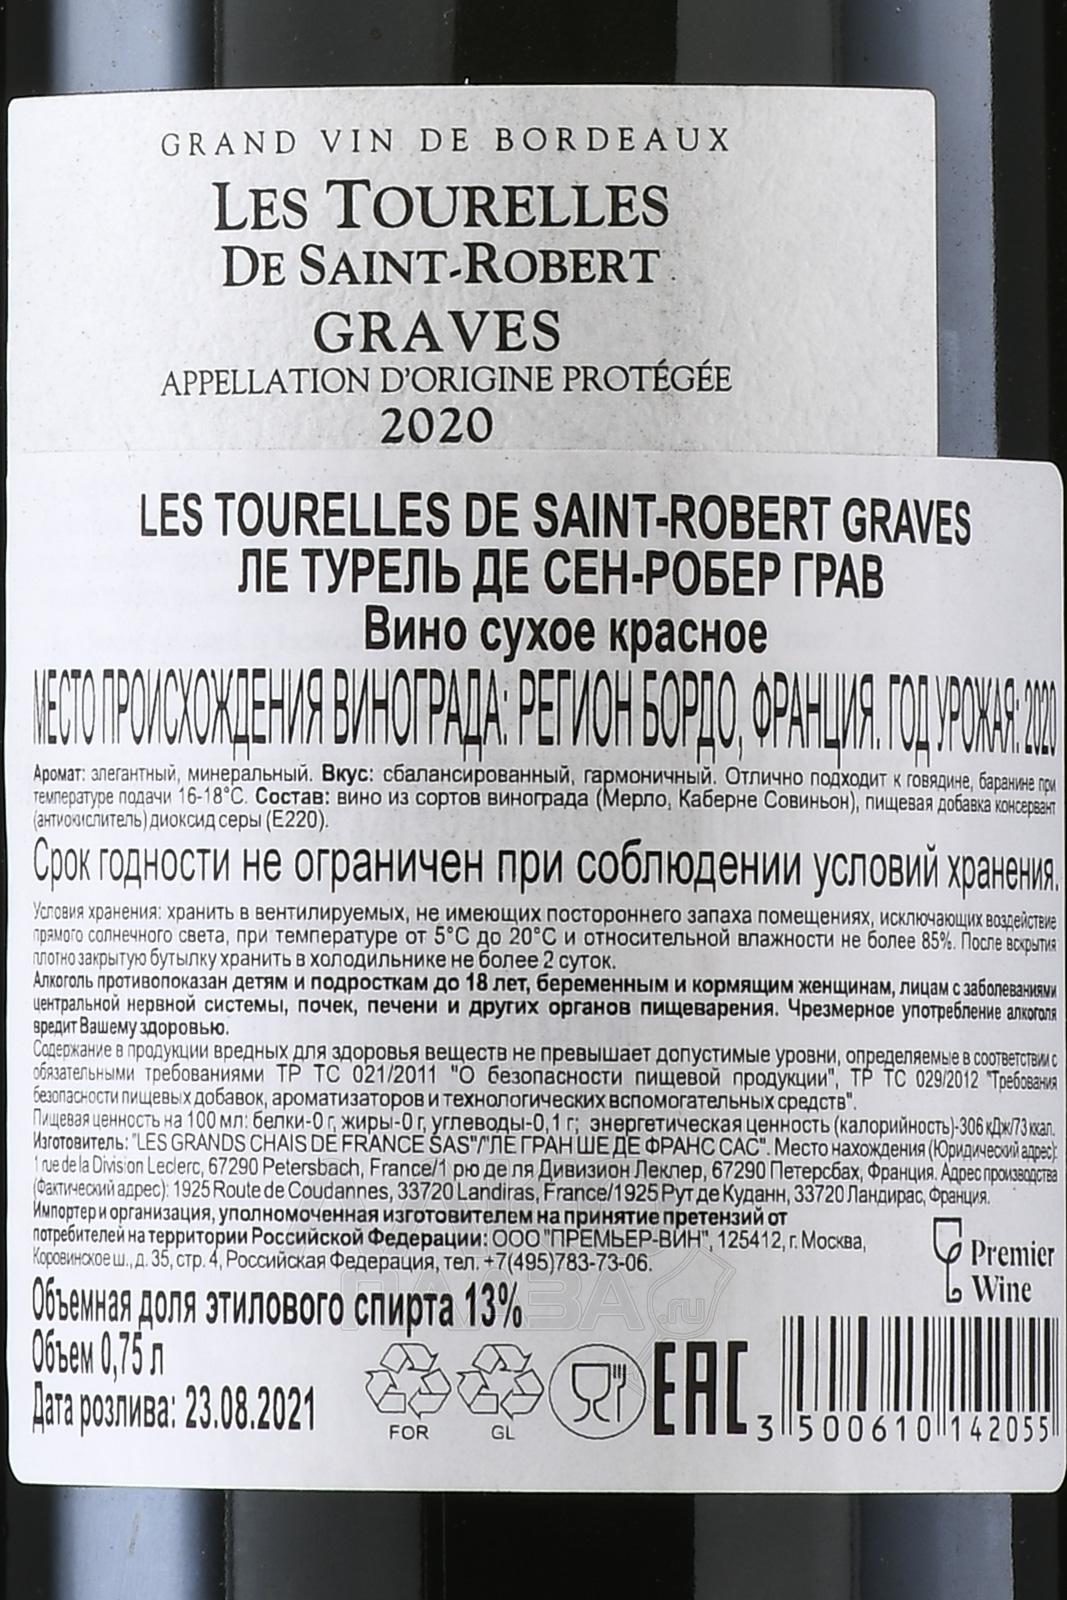 GRAND VIN DE BORDEAUX
LES TOURELLES
DE SAINT-ROBERT
GRAVES
APPELLATION D'ORIGINE PROTÉGÉE
2020
LES TOURELLES DE SAINT-ROBERT GRAVES
ЛЕ ТУРЕЛЬ ДЕ СЕН-РОБЕР ГРАВ
Вино сухое красное
МЕСТО ПРОИСХОЖДЕНИЯ ВИНОГРАДА: РЕГИОН БОРДО, ФРАНЦИЯ. ГОД УРОЖАЯ: 2020
Аромат: элегантный, минеральный. Вкус: сбалансированный, гармоничный. Отлично подходит к говядине, баранине при
температуре подачи 16-18°C. Состав: вино из сортов винограда (Мерло, Каберне Совиньон), пищевая добавка консервант
(антиокислитель) диоксид серы (Е220).
Срок годности не ограничен при соблюдении условий хранения.
Условия хранения: хранить в вентилируемых, не имеющих постороннего запаха помещениях, исключающих воздействие
прямого солнечного света, при температуре от 5°C до 20°C и относительной влажности не более 85%. После вскрытия
плотно закрытую бутылку хранить в холодильнике не более 2 суток.
Алкоголь противопоказан детям и подросткам до 18 лет, беременным и кормящим женщинам, лицам с заболеваниями
центральной нервной системы, почек, печени и других органов пищеварения. Чрезмерное употребление алкоголя
вредит Вашему здоровью.
Содержание в продукции вредных для здоровья веществ не превышает допустимые уровни, определяемые в соответствии с
обязательными требованиями ТР ТС 021/2011 "О безопасности пищевой продукции", ТР ТС 029/2012 "Требования
безопасности пищевых добавок, ароматизаторов и технологических вспомогательных средств".
Пищевая ценность на 100 мл: белки-0 г, жиры-0 г, углеводы-0,1 г; энергетическая ценность (калорийность)-306 кДж/73 ккал.
Изготовитель: "LES GRANDS CHAIS DE FRANCE SAS"/"ЛЕ ГРАН ШЕ ДЕ ФРАНС САС". Место нахождения (Юридический адрес):
1 rue de la Division Leclerc, 67290 Petersbach, France/1 рю де ля Дивизион Леклер, 67290 Петерсбах, Франция. Адрес производства
(Фактический адрес): 1925 Route de Coudannes, 33720 Landiras, France/1925 Рут де Куданн, 33720 Ландирас, Франция.
Импортер и организация, уполномоченная изготовителем на принятие претензий от
потребителей на территории Российской Федерации: ООО "ПРЕМЬЕР-ВИН", 125412, г. Москва,
Коровинское ш., д. 35, стр. 4, Российская Федерация, тел. +7(495)783-73-06.
Premier
Wine
Объемная доля этилового спирта 13%
Объем 0,75 л
Дата розлива: 23.08.2021
FOR GL
EAC
3 500610 142055